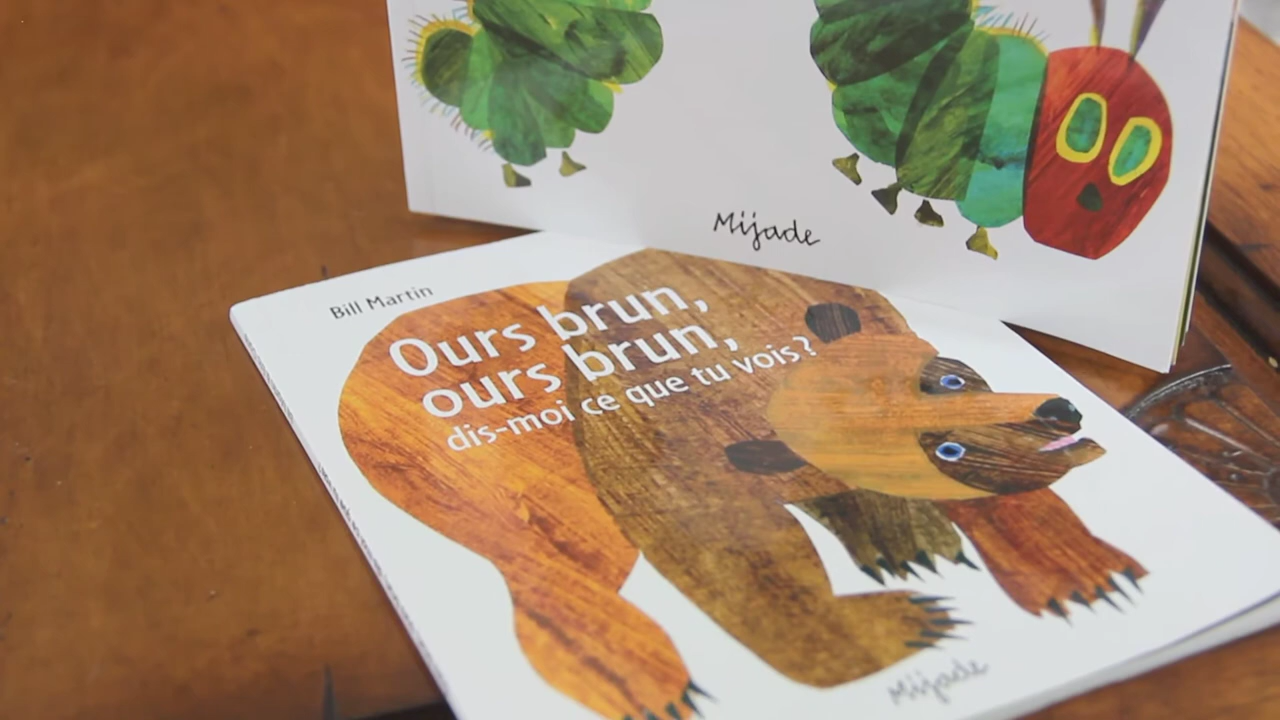 Mijade
Bill Martin
Ours brun,
ours brun,
dis-moi ce que tu vois ?
Mijade